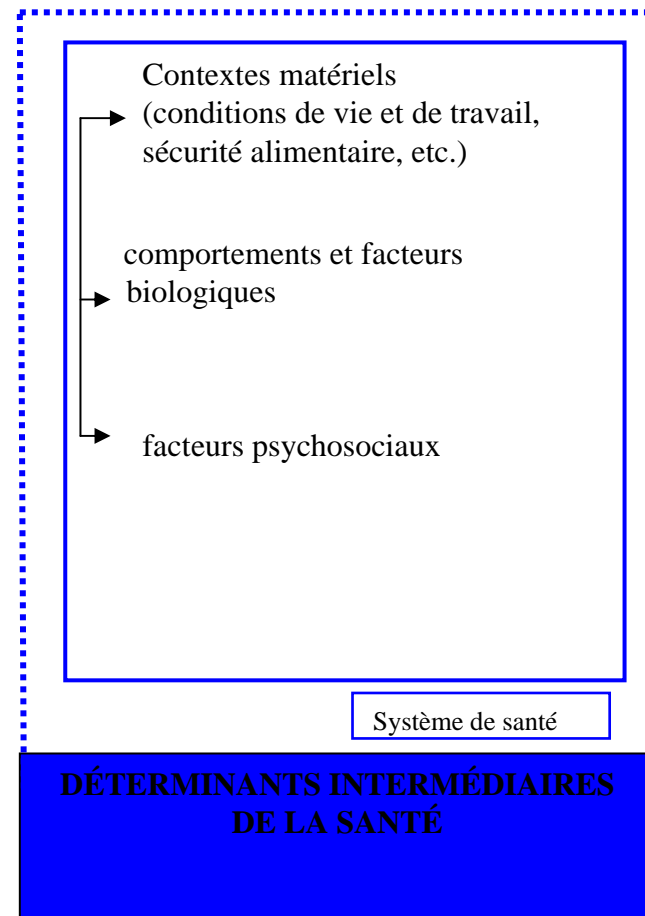 Contextes matériels
(conditions de vie et de travail,
sécurité alimentaire, etc.)
comportements et facteurs
biologiques
facteurs psychosociaux
Système de santé
DÉTERMINANTS INTERMÉDIAIRES
DE LA SANTÉ